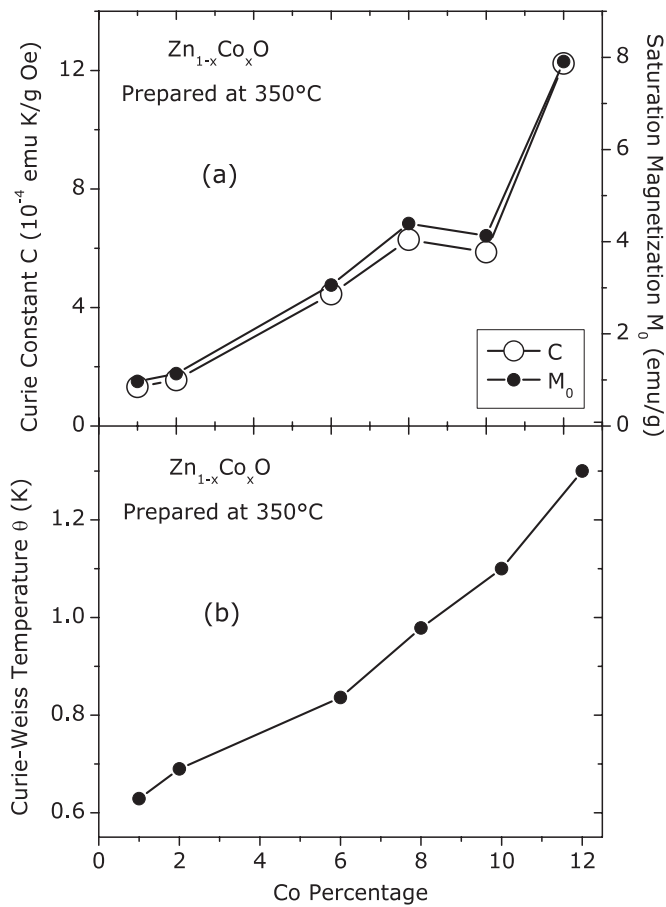 Zn1-xCoxO
Prepared at 350°C
(a)
12
8
4
0
Curie Constant C (10-4 emu K/g Oe)
8
6
4
2
0
Saturation Magnetization M0 (emu/g)
C
M0
Zn1-xCoxO
Prepared at 350°C
(b)
1.2
1.0
0.8
0.6
Curie-Weiss Temperature θ (K)
0 2 4 6 8 10 12
Co Percentage